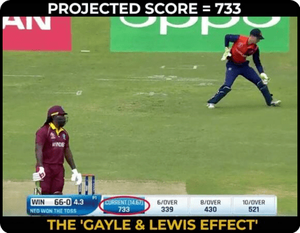 PROJECTED SCORE = 733
oppo
WIN 66-0 4.3 P1
NED WON THE TOSS
CURRENT (14.67) 6/OVER 8/OVER 10/OVER
733 339 430 521
THE 'GAYLE & LEWIS EFFECT'